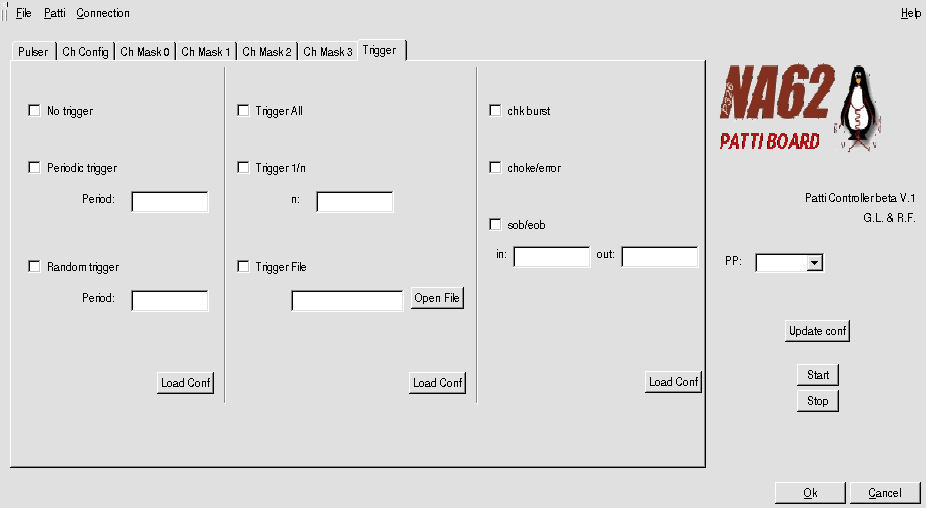 File Patti Connection Help
Pulser Ch Config Ch Mask 0 Ch Mask 1 Ch Mask 2 Ch Mask 3 Trigger
No trigger
Periodic trigger
Period:
Random trigger
Period:
Load Conf
Trigger All
Trigger 1/n
n:
Trigger File
Open File
Load Conf
chk burst
choke/error
sob/eob
in: out:
Load Conf
NA62
PATTI BOARD
Patti Controller beta V.1
G.L. & R.F.
PP:
Update conf
Start
Stop
Ok Cancel